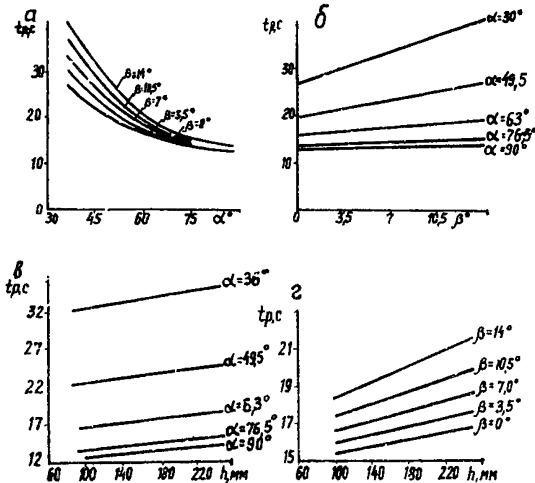 а
tр,с
30
20
10
0
30 45 60 75 α°
β=14°
β=10,5°
β=7°
β=3,5°
β=0°
б
tр,с
30
20
10
0
0 3,5 7 10,5 β°
α=30°
α=49,5
α=63°
α=76,5°
α=90°
в
tр,с
32
27
22
17
12
60 100 140 180 220 h,мм
α=36°
α=49,5°
α=6,3°
α=76,5°
α=90°
г
tр,с
21
19
17
15
60 100 140 180 220 h,мм
β=14°
β=10,5°
β=7,0°
β=3,5°
β=0°